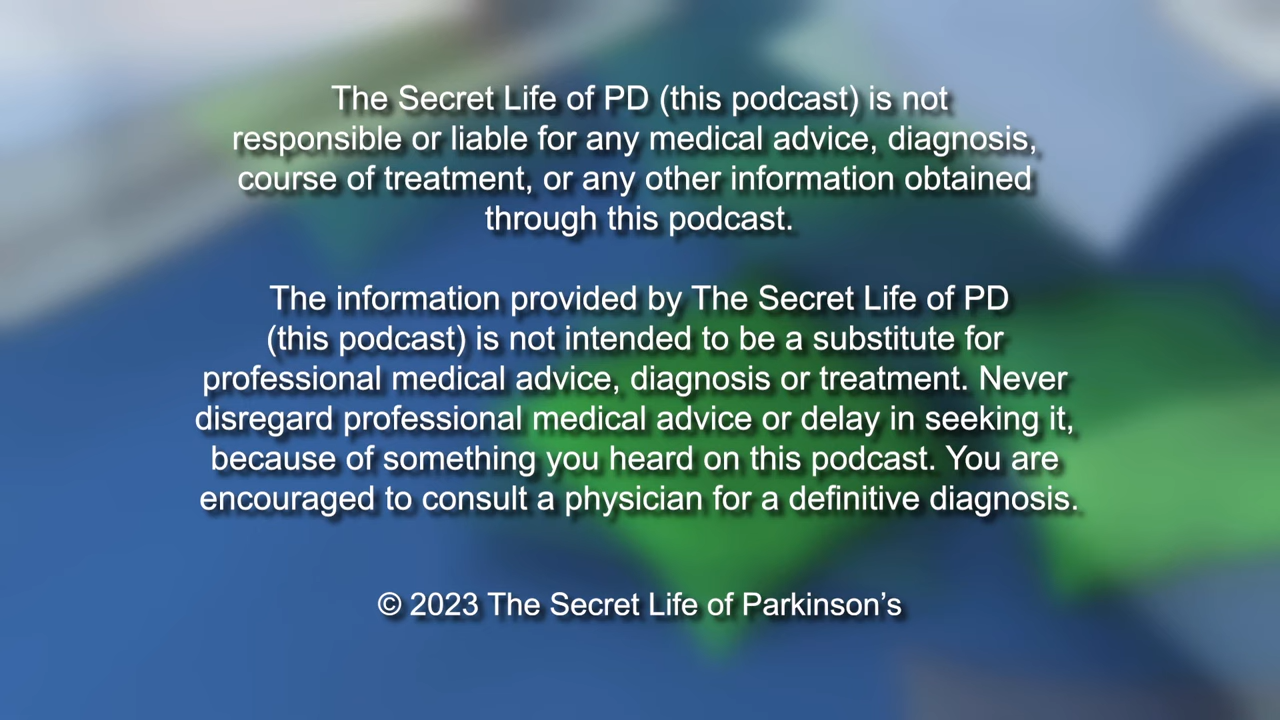 The Secret Life of PD (this podcast) is not
responsible or liable for any medical advice, diagnosis,
course of treatment, or any other information obtained
through this podcast.
The information provided by The Secret Life of PD
(this podcast) is not intended to be a substitute for
professional medical advice, diagnosis or treatment. Never
disregard professional medical advice or delay in seeking it,
because of something you heard on this podcast. You are
encouraged to consult a physician for a definitive diagnosis.
© 2023 The Secret Life of Parkinson’s